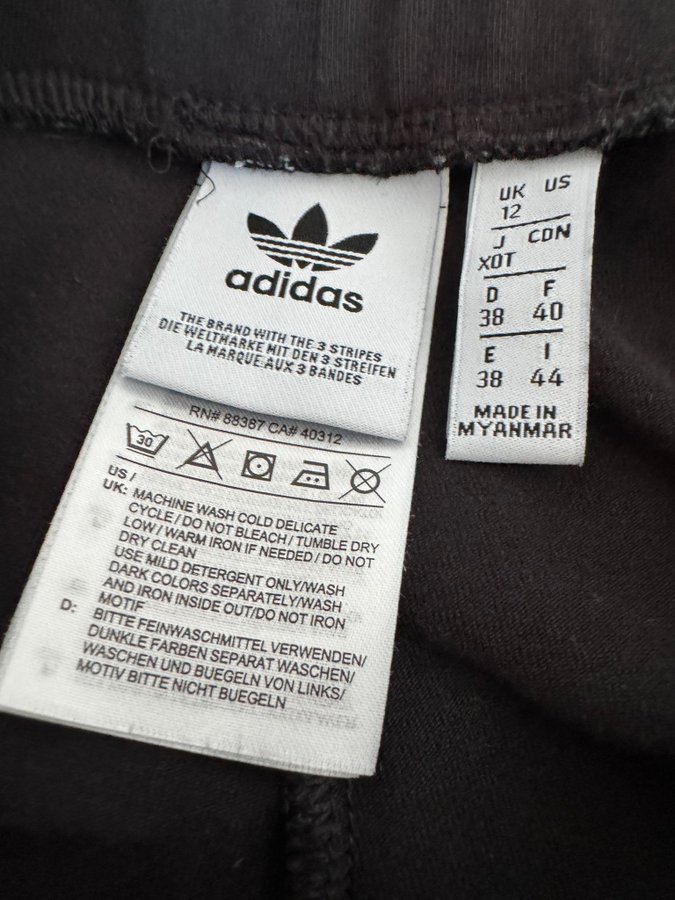 adidas
THE BRAND WITH THE 3 STRIPES
DIE WELTMARKE MIT DEN 3 STREIFEN
LA MARQUE AUX 3 BANDES
RN# 88387 CA# 40312
30
US /
UK: MACHINE WASH COLD DELICATE
CYCLE / DO NOT BLEACH / TUMBLE DRY
LOW / WARM IRON IF NEEDED / DO NOT
DRY CLEAN
USE MILD DETERGENT ONLY/WASH
DARK COLORS SEPARATELY/WASH
AND IRON INSIDE OUT/DO NOT IRON
MOTIF
D: BITTE FEINWASCHMITTEL VERWENDEN/
DUNKLE FARBEN SEPARAT WASCHEN/
WASCHEN UND BUEGELN VON LINKS/
MOTIV BITTE NICHT BUEGELN
UK US
12
J CDN
XOT
D F
38 40
E I
38 44
MADE IN
MYANMAR